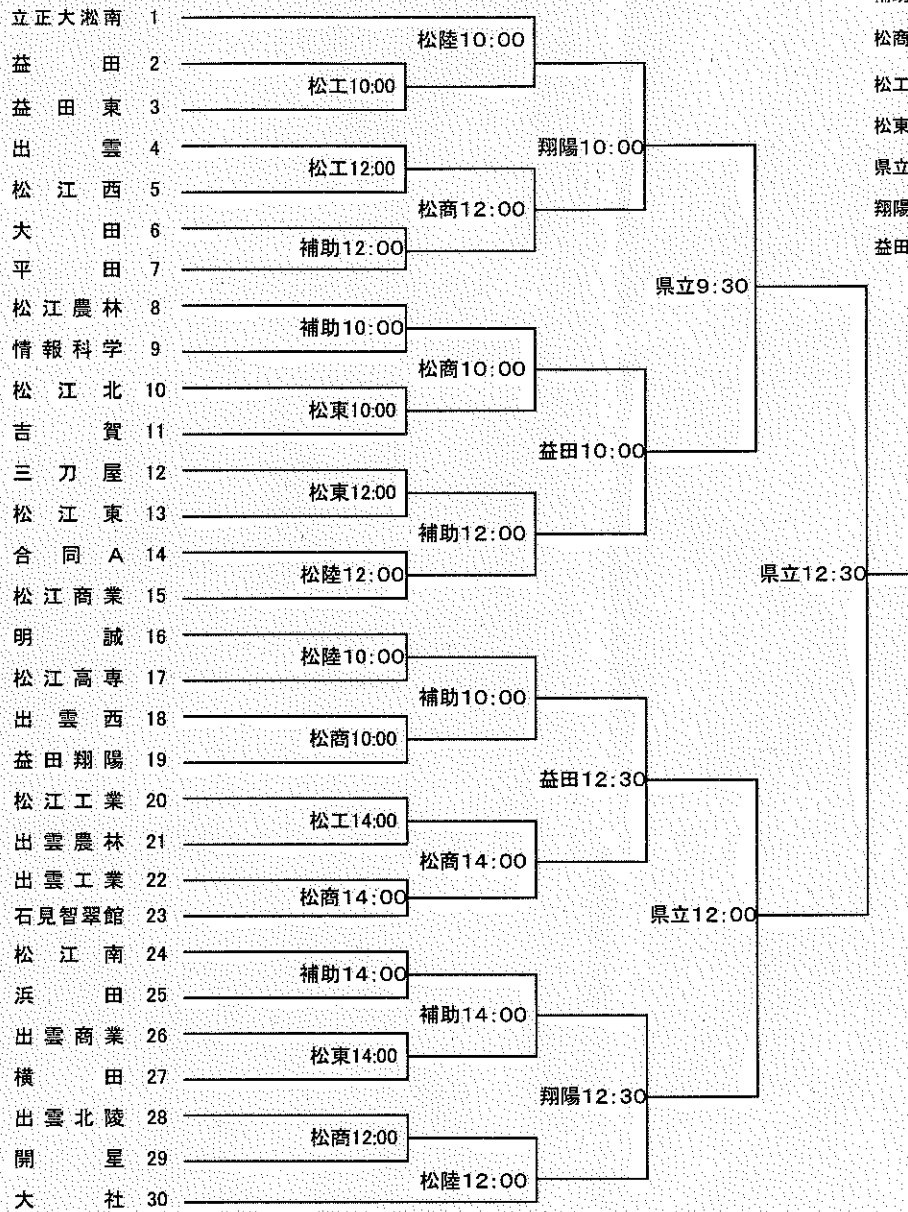 立正大淞南 1
松陸10:00
益田 2
松工10:00
益田東 3
出雲 4
翔陽10:00
松工12:00
松江西 5
松商12:00
大田 6
補助12:00
平田 7
県立9:30
松江農林 8
補助10:00
情報科学 9
松商10:00
松江北 10
松東10:00
吉賀 11
益田10:00
三刀屋 12
松東12:00
松江東 13
補助12:00
合同A 14
松陸12:00
県立12:30
松江商業 15
明誠 16
松陸10:00
松江高専 17
補助10:00
出雲西 18
松商10:00
益田翔陽 19
益田12:30
松江工業 20
松工14:00
出雲農林 21
松商14:00
出雲工業 22
松商14:00
石見智翠館 23
県立12:00
松江南 24
補助14:00
浜田 25
補助14:00
出雲商業 26
松東14:00
横田 27
翔陽12:30
出雲北陵 28
松商12:00
開星 29
松陸12:00
大社 30
松商
松工
松東
県立
翔陽
益田